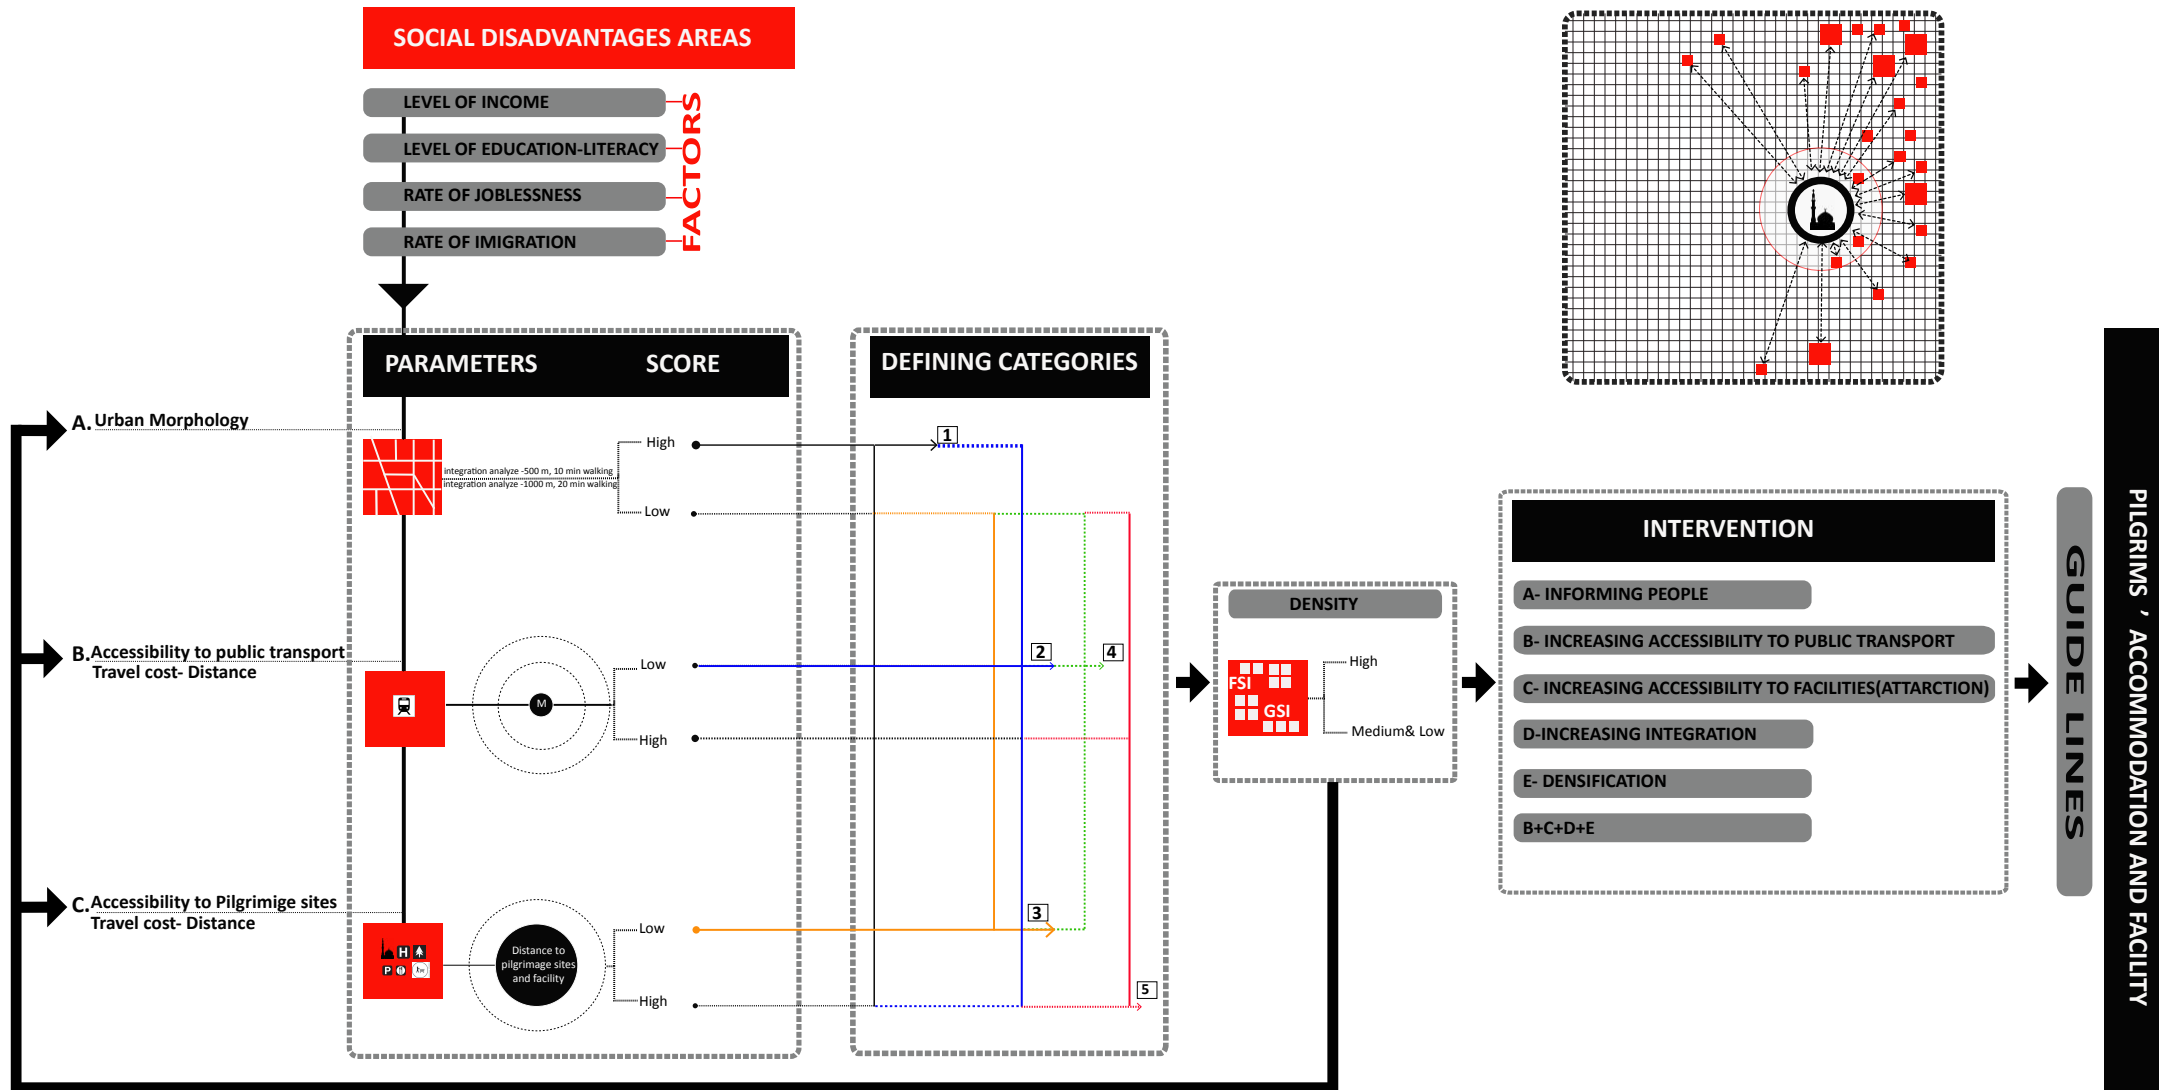 SOCIAL DISADVANTAGES AREAS
LEVEL OF INCOME
LEVEL OF EDUCATION-LITERACY
RATE OF JOBLESSNESS
RATE OF IMIGRATION
FACTORS
PARAMETERS SCORE
DEFINING CATEGORIES
A. Urban Morphology
integration analyze -500 m, 10 min walking
integration analyze -1000 m, 20 min walking
High
Low
1
B. Accessibility to public transport
Travel cost- Distance
M
Low
High
2
4
C. Accessibility to Pilgrimige sites
Travel cost- Distance
H
P
Distance to
pilgrimage sites
and facility
Low
High
3
5
DENSITY
FSI
GSI
High
Medium& Low
INTERVENTION
A- INFORMING PEOPLE
B- INCREASING ACCESSIBILITY TO PUBLIC TRANSPORT
C- INCREASING ACCESSIBILITY TO FACILITIES(ATTARCTION)
D-INCREASING INTEGRATION
E- DENSIFICATION
B+C+D+E
GUIDE LINES
PILGRIMS ' ACCOMMODATION AND FACILITY